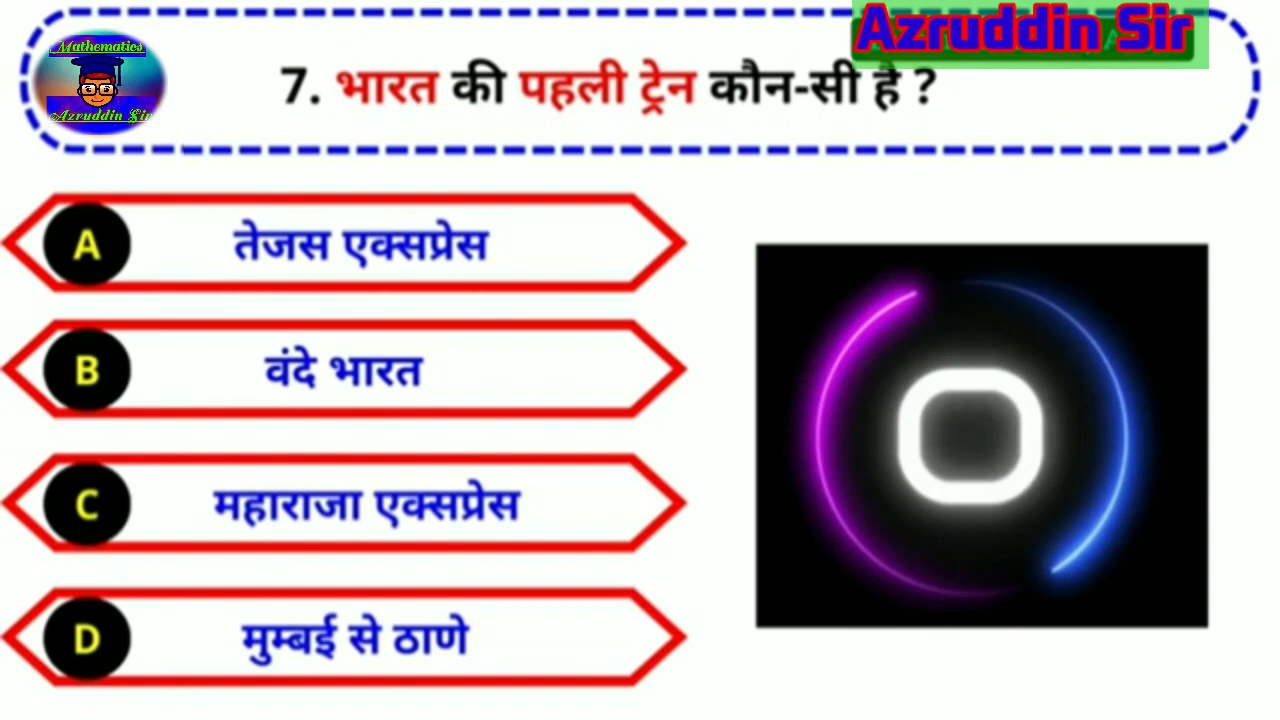 Azruddin Sir
Mathematics
Azruddin Sir
7. भारत की पहली ट्रेन कौन-सी है ?
A तेजस एक्सप्रेस
B वंदे भारत
C महाराजा एक्सप्रेस
D मुम्बई से ठाणे